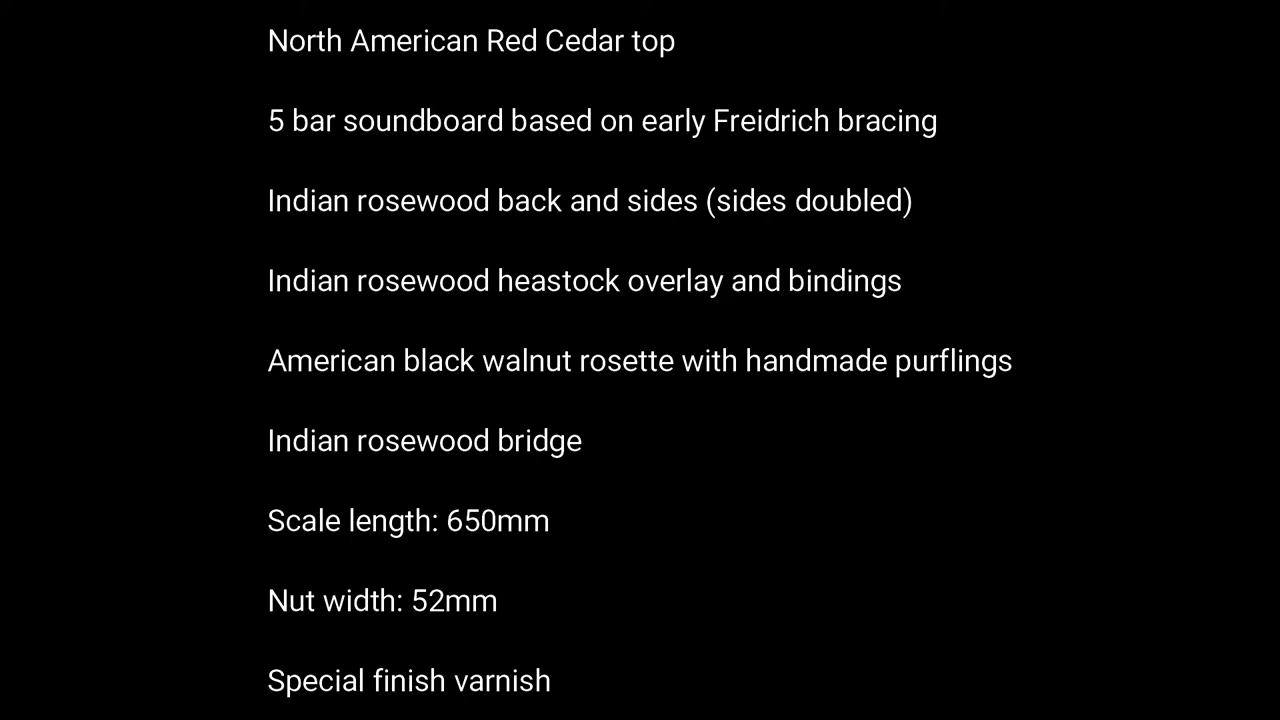 North American Red Cedar top
5 bar soundboard based on early Freidrich bracing
Indian rosewood back and sides (sides doubled)
Indian rosewood heastock overlay and bindings
American black walnut rosette with handmade purflings
Indian rosewood bridge
Scale length: 650mm
Nut width: 52mm
Special finish varnish